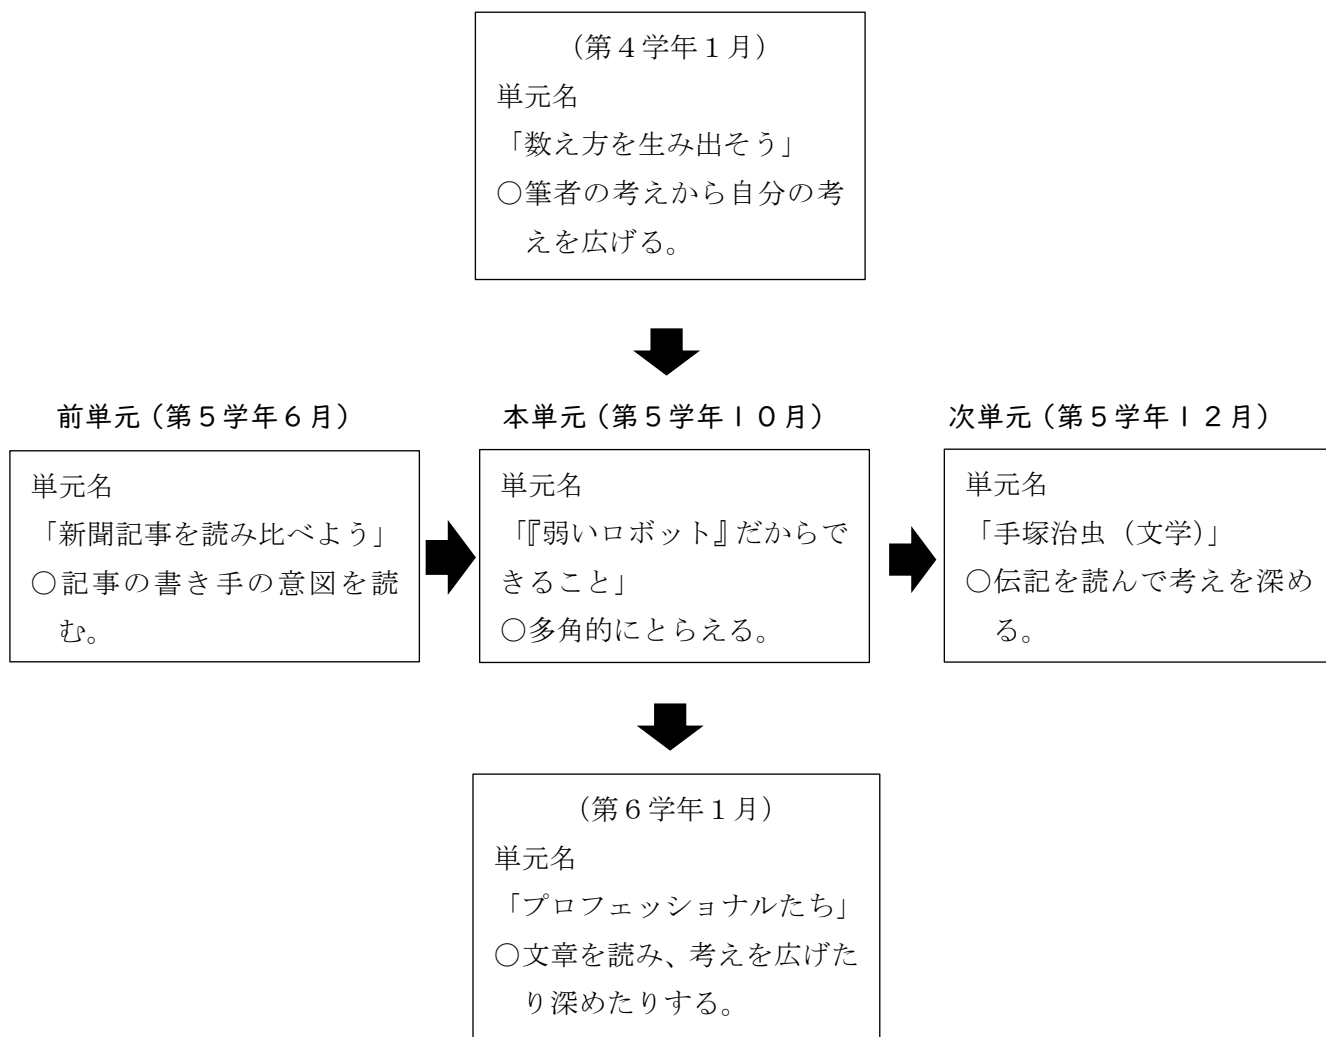 （第４学年１月）
単元名
「数え方を生み出そう」
○筆者の考えから自分の考
えを広げる。
前単元（第５学年６月）
単元名
「新聞記事を読み比べよう」
○記事の書き手の意図を読
む。
本単元（第５学年１０月）
単元名
「『弱いロボット』だからで
きること」
○多角的にとらえる。
次単元（第５学年１２月）
単元名
「手塚治虫（文学）」
○伝記を読んで考えを深め
る。
（第６学年１月）
単元名
「プロフェッショナルたち」
○文章を読み、考えを広げた
り深めたりする。